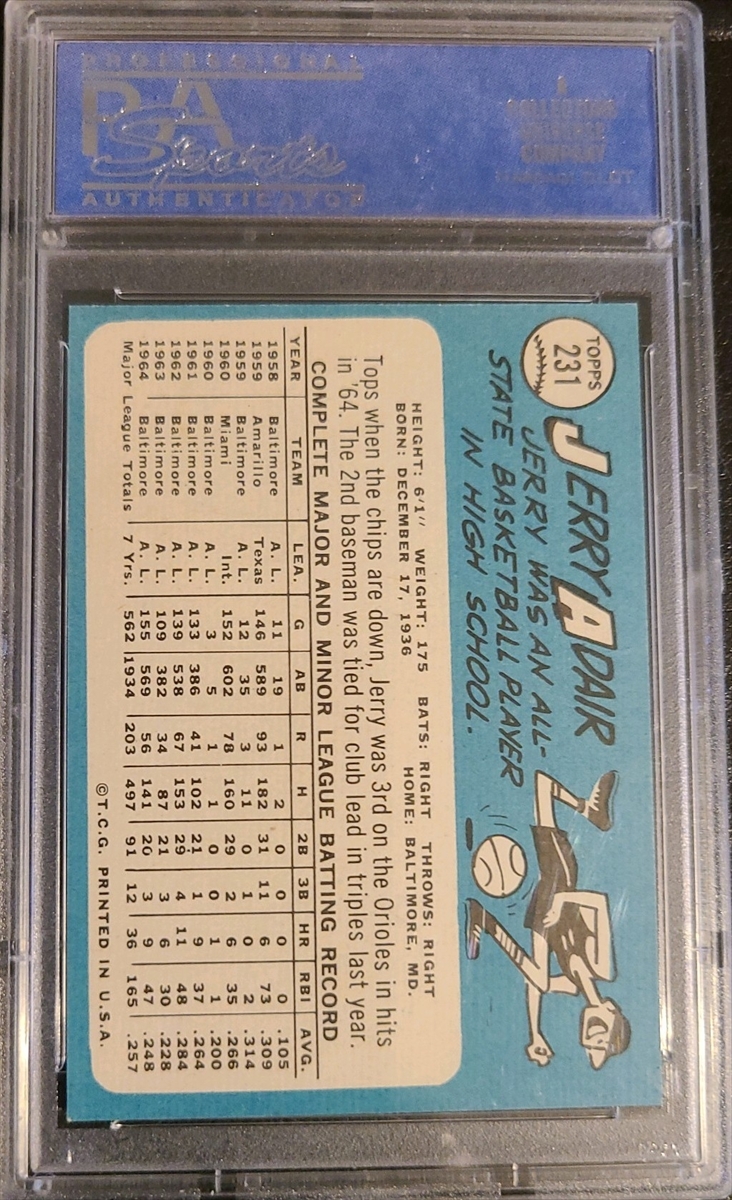 PROFESSIONAL
PSA
Sports
AUTHENTICATOR
A
COLLECTORS
UNIVERSE
COMPANY
TOPPS
231
JERRY ADAIR
JERRY WAS AN ALL-
STATE BASKETBALL PLAYER
IN HIGH SCHOOL.
HEIGHT: 6'1" WEIGHT: 175 BATS: RIGHT THROWS: RIGHT
BORN: DECEMBER 17, 1936 HOME: BALTIMORE, MD.
Tops when the chips are down, Jerry was 3rd on the Orioles in hits
in '64. The 2nd baseman was tied for club lead in triples last year.
COMPLETE MAJOR AND MINOR LEAGUE BATTING RECORD
YEAR TEAM LEA. G AB R H 2B 3B HR RBI AVG.
1958 Baltimore A. L. 11 19 1 2 0 0 0 0 .105
1959 Amarillo Texas 146 589 93 182 31 11 6 73 .309
1959 Baltimore A. L. 12 35 3 11 0 1 0 2 .314
1960 Miami Int. 152 602 78 160 29 2 6 35 .266
1960 Baltimore A. L. 3 5 1 1 0 0 1 1 .200
1961 Baltimore A. L. 133 386 41 102 21 1 9 37 .264
1962 Baltimore A. L. 139 538 67 153 29 4 11 48 .284
1963 Baltimore A. L. 109 382 34 87 21 3 6 30 .228
1964 Baltimore A. L. 155 569 56 141 20 3 9 47 .248
Major League Totals 7 Yrs. 562 1934 203 497 91 12 36 165 .257
©T.C.G. PRINTED IN U.S.A.